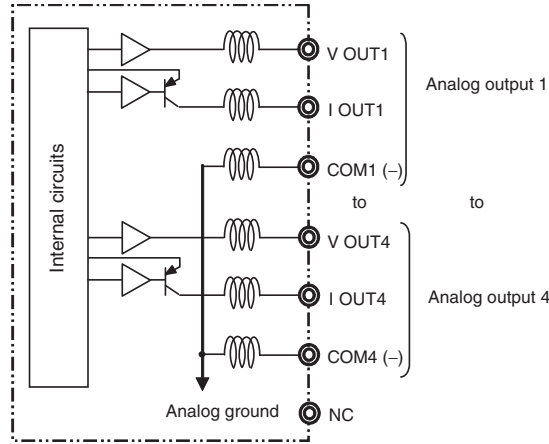 V OUT1
Analog output 1
I OUT1
COM1 (–)
Internal circuits
to
to
V OUT4
I OUT4
Analog output 4
COM4 (–)
Analog ground
NC